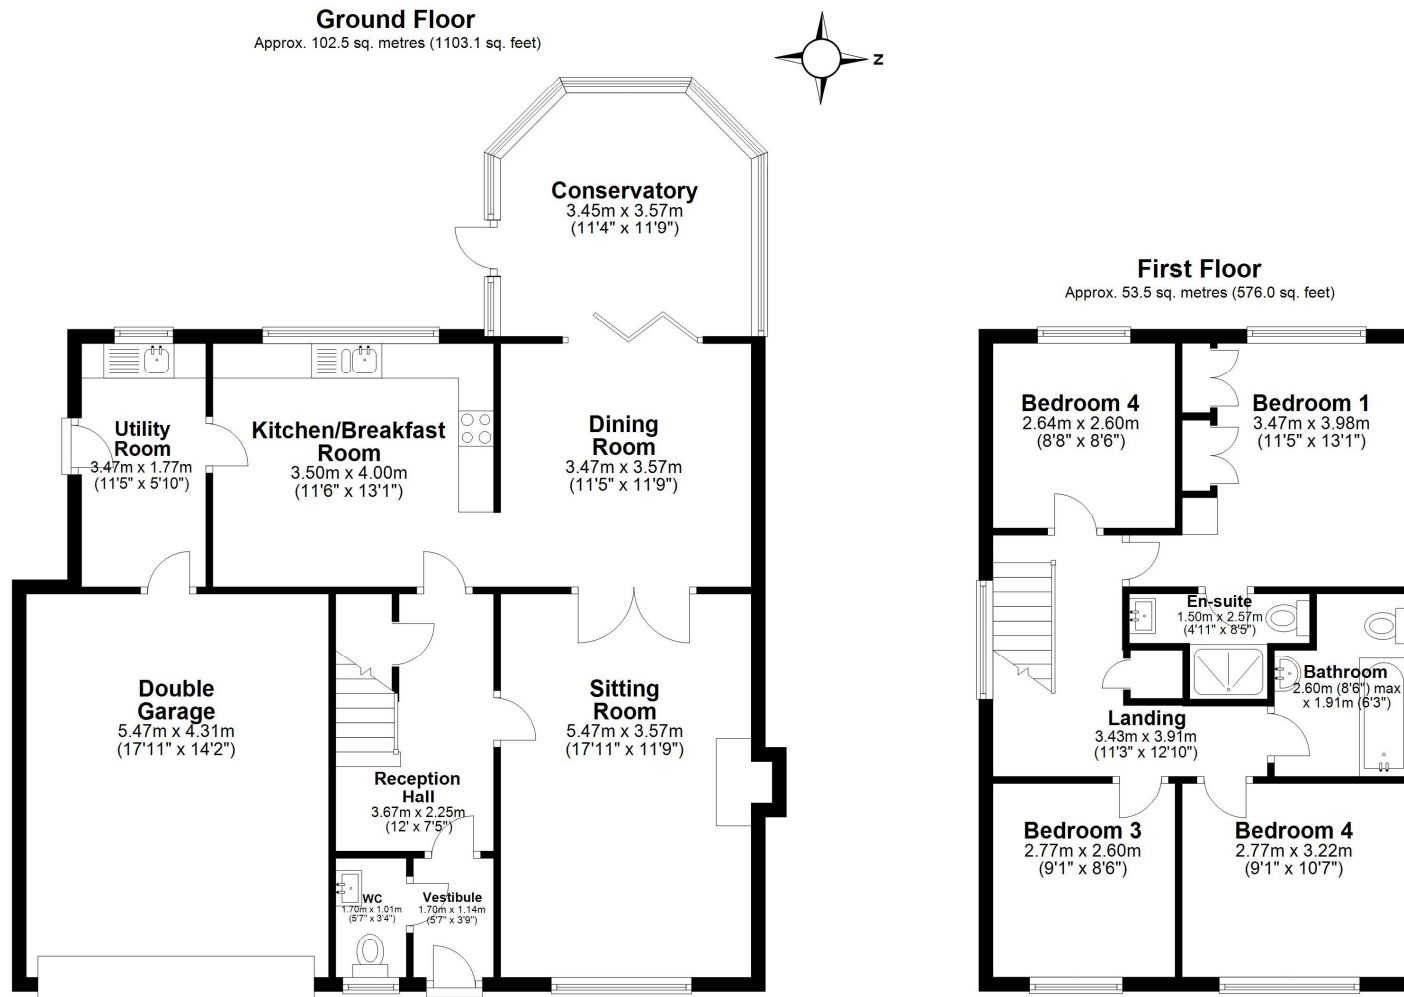 Ground Floor
Approx. 102.5 sq. metres (1103.1 sq. feet)
N
Conservatory
3.45m x 3.57m
(11'4" x 11'9")
Utility
Room
3.47m x 1.77m
(11'5" x 5'10")
Kitchen/Breakfast
Room
3.50m x 4.00m
(11'6" x 13'1")
Dining
Room
3.47m x 3.57m
(11'5" x 11'9")
Double
Garage
5.47m x 4.31m
(17'11" x 14'2")
Sitting
Room
5.47m x 3.57m
(17'11" x 11'9")
Reception
Hall
3.67m x 2.25m
(12' x 7'5")
WC
1.70m x 1.01m
(5'7" x 3'4")
Vestibule
1.70m x 1.14m
(5'7" x 3'9")
First Floor
Approx. 53.5 sq. metres (576.0 sq. feet)
Bedroom 4
2.64m x 2.60m
(8'8" x 8'6")
Bedroom 1
3.47m x 3.98m
(11'5" x 13'1")
En-suite
1.50m x 2.57m
(4'11" x 8'5")
Bathroom
2.60m (8'6") max
x 1.91m (6'3")
Landing
3.43m x 3.91m
(11'3" x 12'10")
Bedroom 3
2.77m x 2.60m
(9'1" x 8'6")
Bedroom 4
2.77m x 3.22m
(9'1" x 10'7")